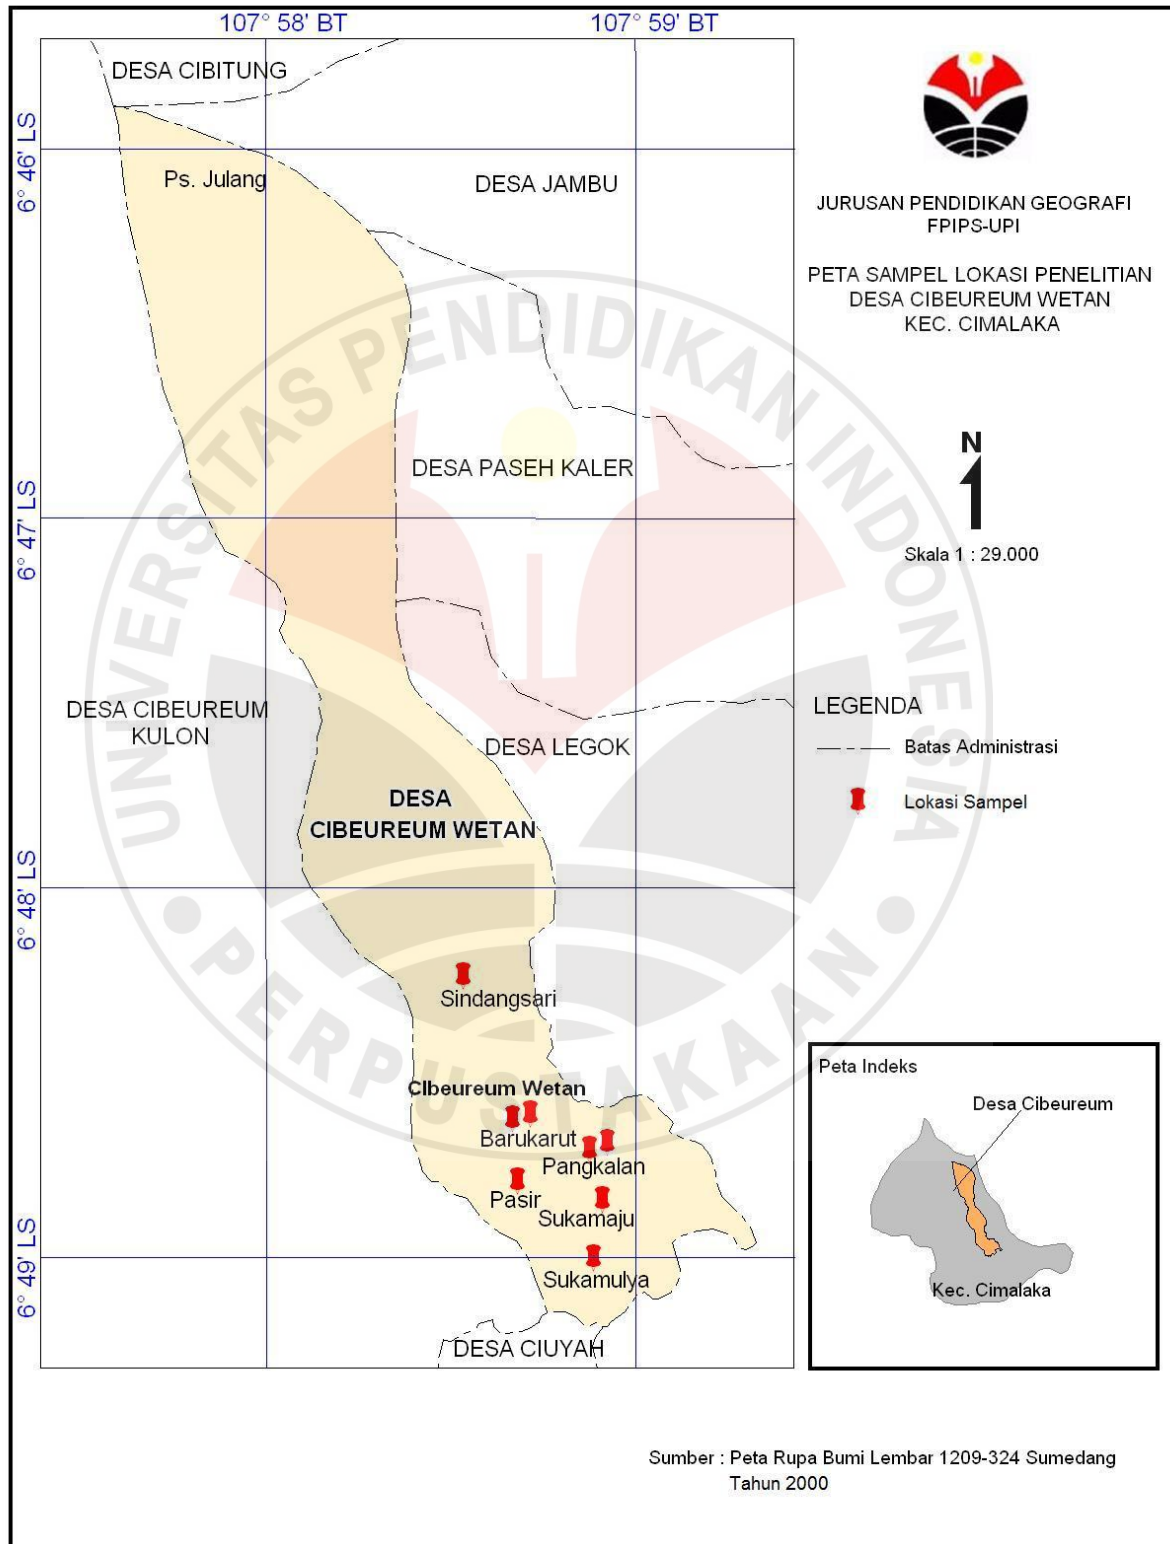 107° 58' BT
107° 59' BT
6° 46' LS
6° 47' LS
6° 48' LS
6° 49' LS
DESA CIBITUNG
Ps. Julang
DESA JAMBU
DESA PASEH KALER
DESA CIBEUREUM
KULON
DESA LEGOK
DESA
CIBEUREUM WETAN
Sindangsari
CIbeureum Wetan
Barukarut
Pangkalan
Pasir
Sukamaju
Sukamulya
DESA CIUYAH
UNIVERSITAS PENDIDIKAN INDONESIA
PERPUSTAKAAN
JURUSAN PENDIDIKAN GEOGRAFI
FPIPS-UPI
PETA SAMPEL LOKASI PENELITIAN
DESA CIBEUREUM WETAN
KEC. CIMALAKA
N
Skala 1 : 29.000
LEGENDA
Batas Administrasi
Lokasi Sampel
Peta Indeks
Desa Cibeureum
Kec. Cimalaka
Sumber : Peta Rupa Bumi Lembar 1209-324 Sumedang
Tahun 2000